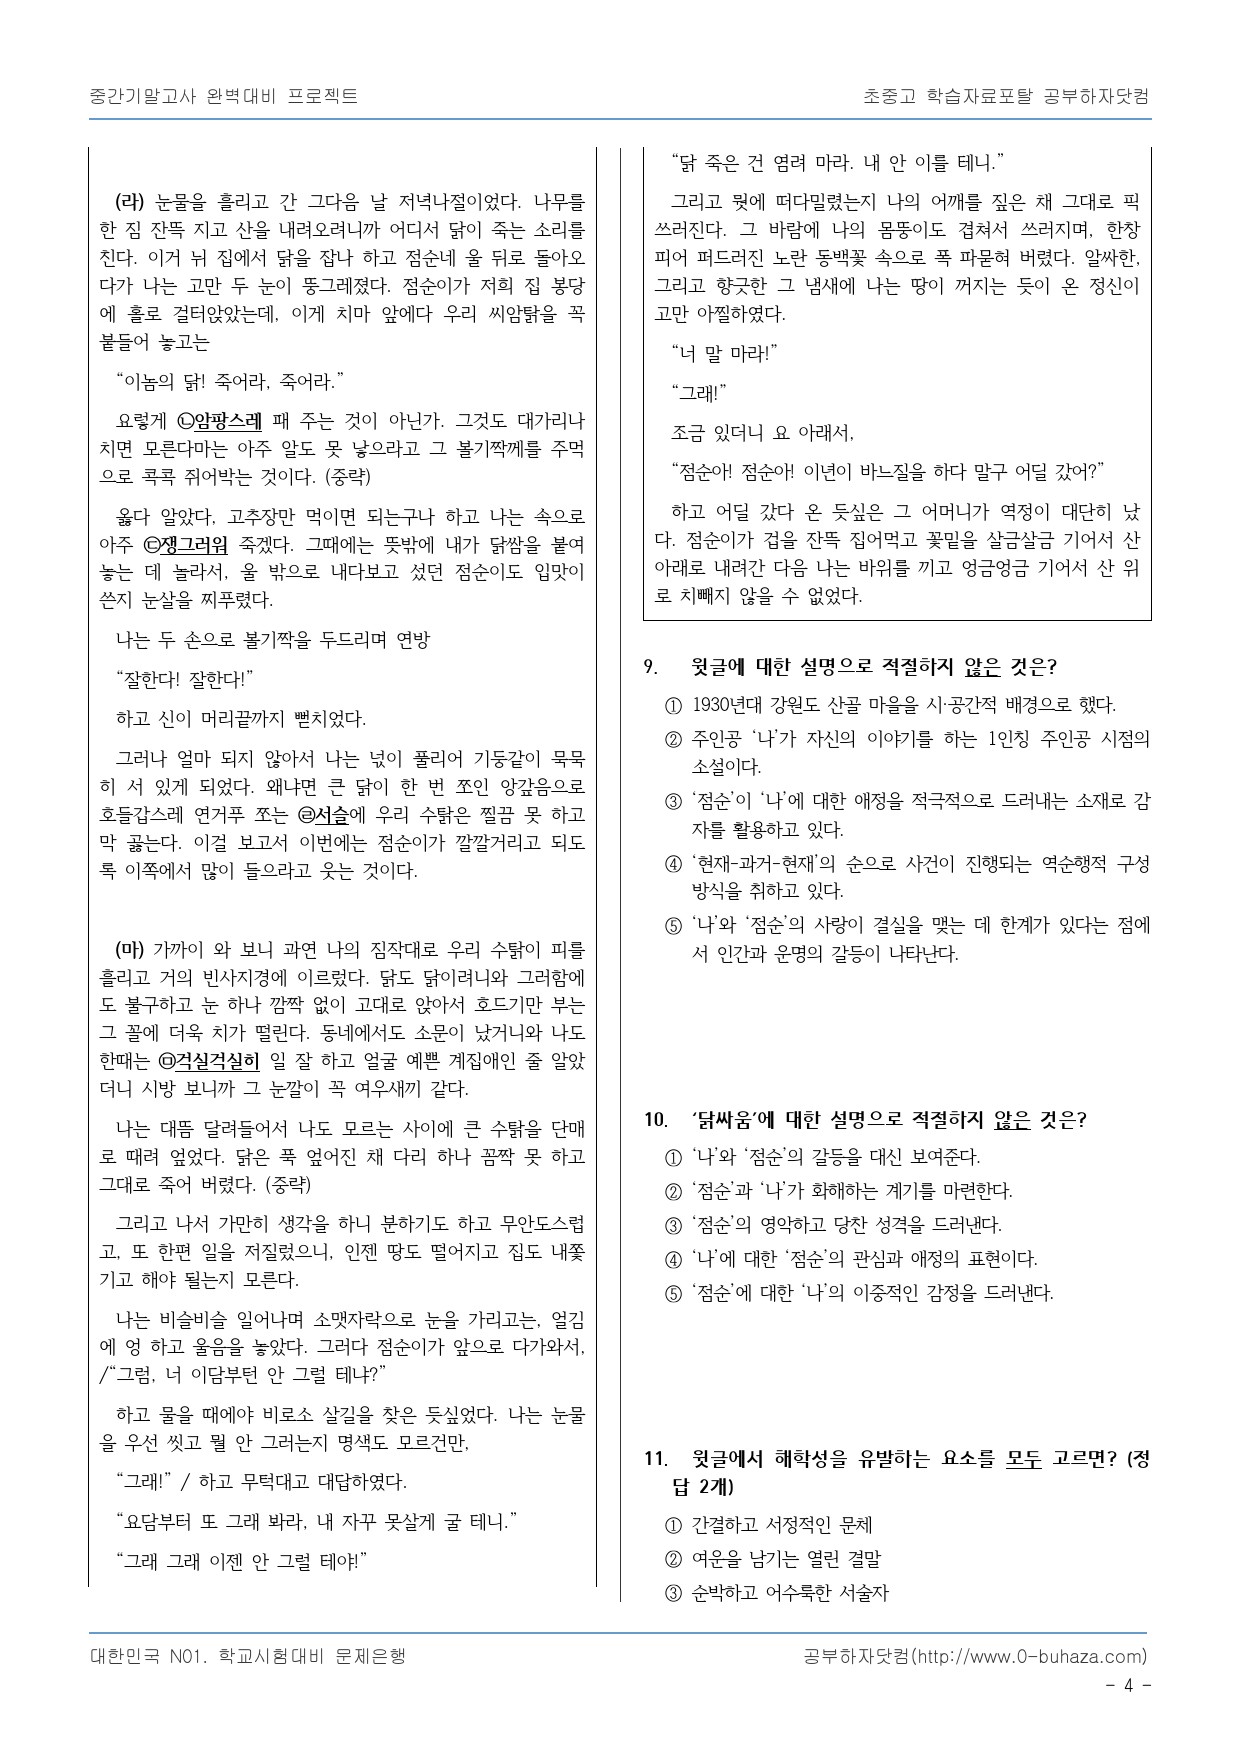 중간기말고사 완벽대비 프로젝트
초중고 학습자료포탈 공부하자닷컴
(라) 눈물을 흘리고 간 그다음 날 저녁나절이었다. 나무를
한 짐 잔뜩 지고 산을 내려오려니까 어디서 닭이 죽는 소리를
친다. 이거 뉘 집에서 닭을 잡나 하고 점순네 울 뒤로 돌아오
다가 나는 고만 두 눈이 뚱그레졌다. 점순이가 저희 집 봉당
에 홀로 걸터앉았는데, 이게 치마 앞에다 우리 씨암탉을 꼭
붙들어 놓고는
“이놈의 닭! 죽어라, 죽어라.”
요렇게 ㉡암팡스레 패 주는 것이 아닌가. 그것도 대가리나
치면 모른다마는 아주 알도 못 낳으라고 그 볼기짝께를 주먹
으로 콕콕 쥐어박는 것이다. (중략)
옳다 알았다, 고추장만 먹이면 되는구나 하고 나는 속으로
아주 ㉢쟁그러워 죽겠다. 그때에는 뜻밖에 내가 닭쌈을 붙여
놓는 데 놀라서, 울 밖으로 내다보고 섰던 점순이도 입맛이
쓴지 눈살을 찌푸렸다.
나는 두 손으로 볼기짝을 두드리며 연방
“잘한다! 잘한다!”
하고 신이 머리끝까지 뻗치었다.
그러나 얼마 되지 않아서 나는 넋이 풀리어 기둥같이 묵묵
히 서 있게 되었다. 왜냐면 큰 닭이 한 번 쪼인 앙갚음으로
호들갑스레 연거푸 쪼는 ㉣서슬에 우리 수탉은 찔끔 못 하고
막 곯는다. 이걸 보고서 이번에는 점순이가 깔깔거리고 되도
록 이쪽에서 많이 들으라고 웃는 것이다.
(마) 가까이 와 보니 과연 나의 짐작대로 우리 수탉이 피를
흘리고 거의 빈사지경에 이르렀다. 닭도 닭이려니와 그러함에
도 불구하고 눈 하나 깜짝 없이 고대로 앉아서 호드기만 부는
그 꼴에 더욱 치가 떨린다. 동네에서도 소문이 났거니와 나도
한때는 ㉤걱실걱실히 일 잘 하고 얼굴 예쁜 계집애인 줄 알았
더니 시방 보니까 그 눈깔이 꼭 여우새끼 같다.
나는 대뜸 달려들어서 나도 모르는 사이에 큰 수탉을 단매
로 때려 엎었다. 닭은 푹 엎어진 채 다리 하나 꼼짝 못 하고
그대로 죽어 버렸다. (중략)
그리고 나서 가만히 생각을 하니 분하기도 하고 무안도스럽
고, 또 한편 일을 저질렀으니, 인젠 땅도 떨어지고 집도 내쫓
기고 해야 될는지 모른다.
나는 비슬비슬 일어나며 소맷자락으로 눈을 가리고는, 얼김
에 엉 하고 울음을 놓았다. 그러다 점순이가 앞으로 다가와서,
/“그럼, 너 이담부턴 안 그럴 테냐?”
하고 물을 때에야 비로소 살길을 찾은 듯싶었다. 나는 눈물
을 우선 씻고 뭘 안 그러는지 명색도 모르건만,
“그래!” / 하고 무턱대고 대답하였다.
“요담부터 또 그래 봐라, 내 자꾸 못살게 굴 테니.”
“그래 그래 이젠 안 그럴 테야!”
“닭 죽은 건 염려 마라. 내 안 이를 테니.”
그리고 뭣에 떠다밀렸는지 나의 어깨를 짚은 채 그대로 픽
쓰러진다. 그 바람에 나의 몸뚱이도 겹쳐서 쓰러지며, 한창
피어 퍼드러진 노란 동백꽃 속으로 폭 파묻혀 버렸다. 알싸한,
그리고 향긋한 그 냄새에 나는 땅이 꺼지는 듯이 온 정신이
고만 아찔하였다.
“너 말 마라!”
“그래!”
조금 있더니 요 아래서,
“점순아! 점순아! 이년이 바느질을 하다 말구 어딜 갔어?”
하고 어딜 갔다 온 듯싶은 그 어머니가 역정이 대단히 났
다. 점순이가 겁을 잔뜩 집어먹고 꽃밑을 살금살금 기어서 산
아래로 내려간 다음 나는 바위를 끼고 엉금엉금 기어서 산 위
로 치빼지 않을 수 없었다.
9. 윗글에 대한 설명으로 적절하지 않은 것은?
① 1930년대 강원도 산골 마을을 시·공간적 배경으로 했다.
② 주인공 ‘나’가 자신의 이야기를 하는 1인칭 주인공 시점의
소설이다.
③ ‘점순’이 ‘나’에 대한 애정을 적극적으로 드러내는 소재로 감
자를 활용하고 있다.
④ ‘현재-과거-현재’의 순으로 사건이 진행되는 역순행적 구성
방식을 취하고 있다.
⑤ ‘나’와 ‘점순’의 사랑이 결실을 맺는 데 한계가 있다는 점에
서 인간과 운명의 갈등이 나타난다.
10. ‘닭싸움’에 대한 설명으로 적절하지 않은 것은?
① ‘나’와 ‘점순’의 갈등을 대신 보여준다.
② ‘점순’과 ‘나’가 화해하는 계기를 마련한다.
③ ‘점순’의 영악하고 당찬 성격을 드러낸다.
④ ‘나’에 대한 ‘점순’의 관심과 애정의 표현이다.
⑤ ‘점순’에 대한 ‘나’의 이중적인 감정을 드러낸다.
11. 윗글에서 해학성을 유발하는 요소를 모두 고르면? (정
답 2개)
① 간결하고 서정적인 문체
② 여운을 남기는 열린 결말
③ 순박하고 어수룩한 서술자
대한민국 N01. 학교시험대비 문제은행
공부하자닷컴(http://www.0-buhaza.com)
- 4 -